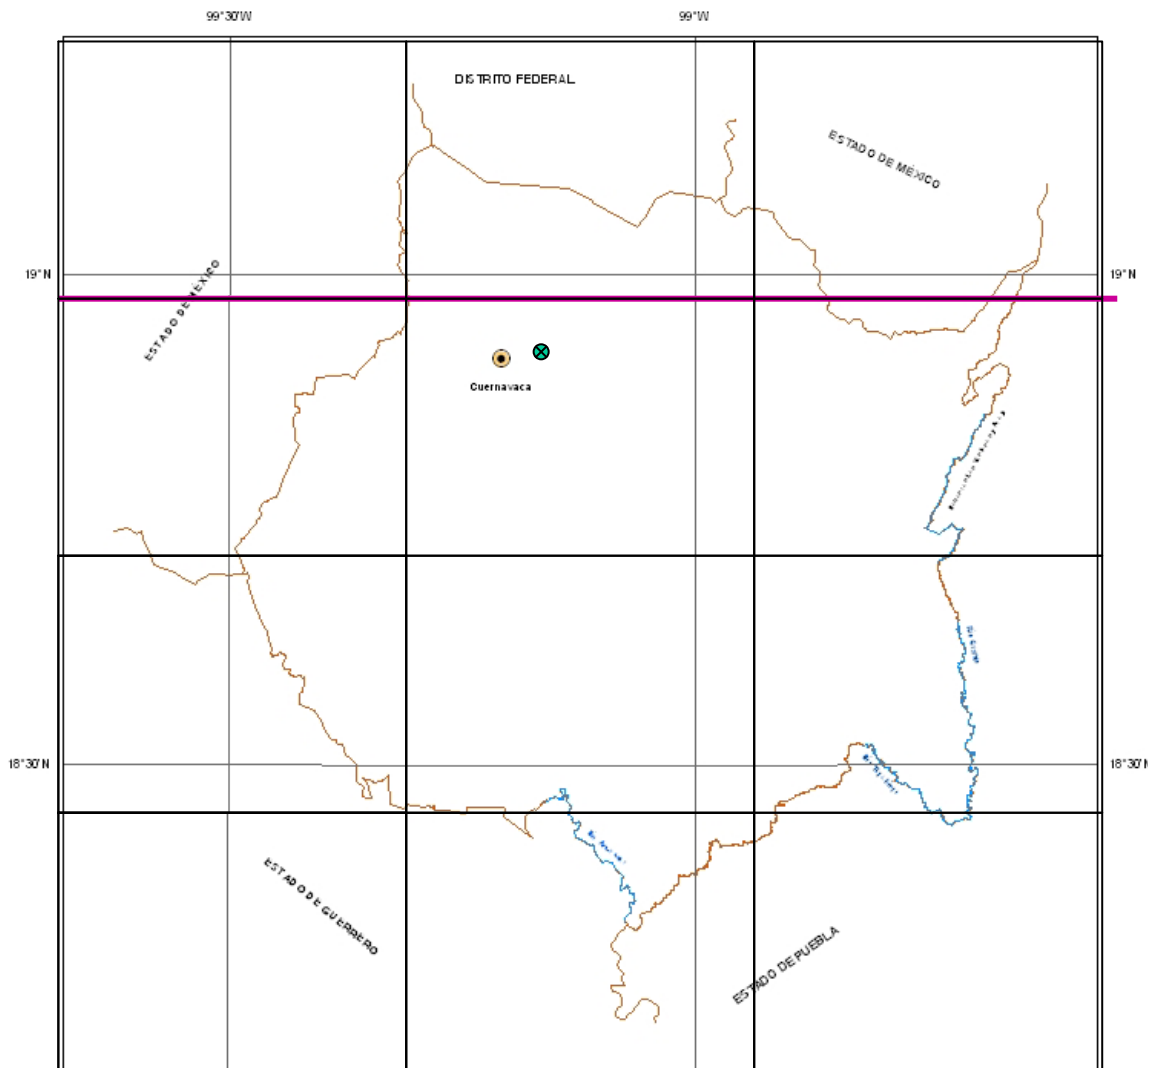 99°30'W
99°W
DISTRITO FEDERAL
ESTADO DE MÉXICO
19°N
19°N
ESTADO DE MÉXICO
Cuernavaca
18°30'N
18°30'N
ESTADO DE GUERRERO
ESTADO DE PUEBLA